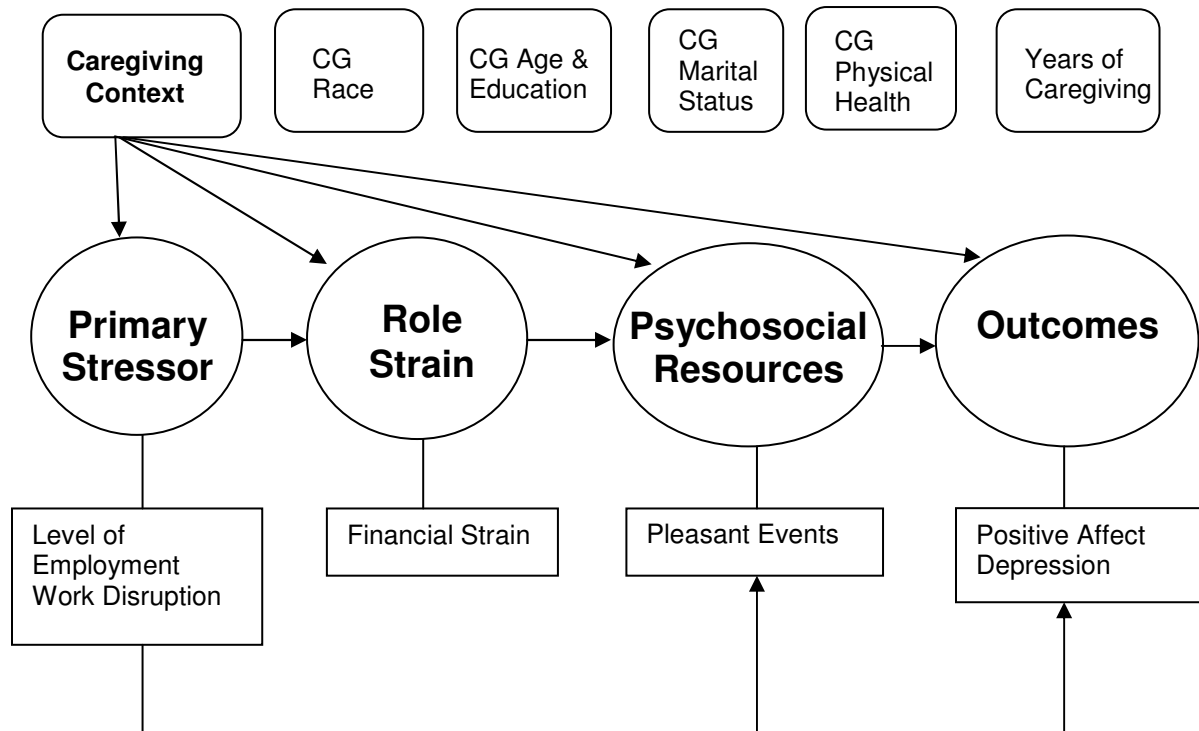 Caregiving
Context
CG
Race
CG Age &
Education
CG
Marital
Status
CG
Physical
Health
Years of
Caregiving
Primary
Stressor
Role
Strain
Psychosocial
Resources
Outcomes
Level of
Employment
Work Disruption
Financial Strain
Pleasant Events
Positive Affect
Depression